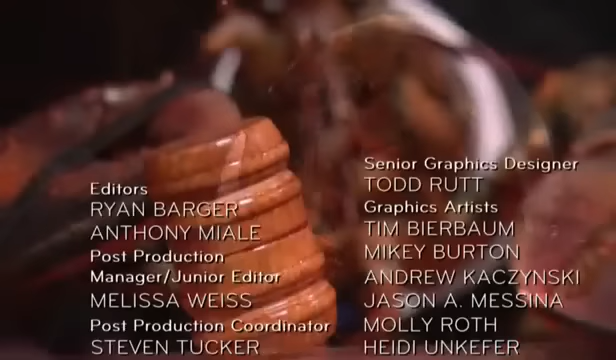 Editors
RYAN BARGER
ANTHONY MIALE
Post Production
Manager/Junior Editor
MELISSA WEISS
Post Production Coordinator
STEVEN TUCKER
Senior Graphics Designer
TODD RUTT
Graphics Artists
TIM BIERBAUM
MIKEY BURTON
ANDREW KACZYNSKI
JASON A. MESSINA
MOLLY ROTH
HEIDI UNKEFER